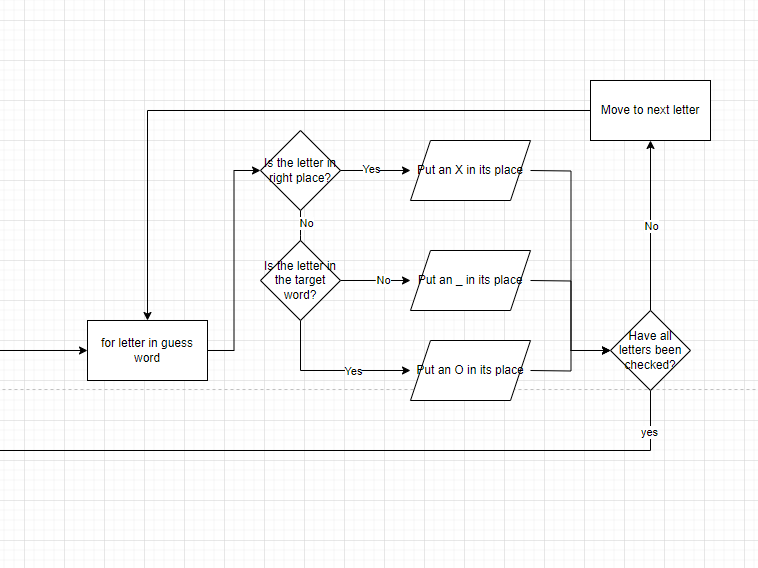 Move to next letter
Is the letter in
right place?
Yes
Put an X in its place
No
No
Is the letter in
the target
word?
No
Put an _ in its place
for letter in guess
word
Have all
letters been
checked?
Yes
Put an O in its place
yes